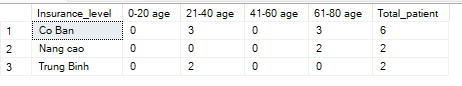 Insurance_level 0-20 age 21-40 age 41-60 age 61-80 age Total_patient
1 Co Ban 0 3 0 3 6
2 Nang cao 0 0 0 2 2
3 Trung Binh 0 2 0 0 2